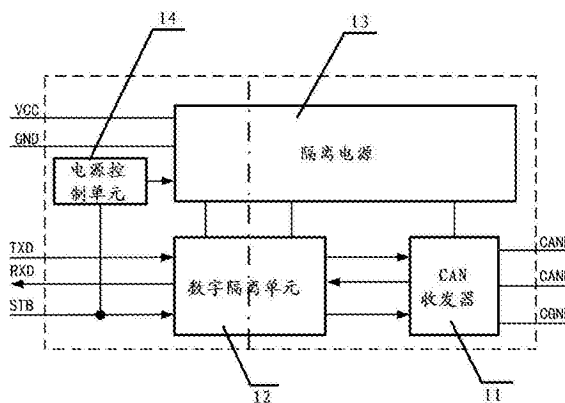 14
13
VCC
GND
隔离电源
电源控
制单元
TXD
RXD
STB
数字隔离单元
CAN
收发器
CGND
12
11